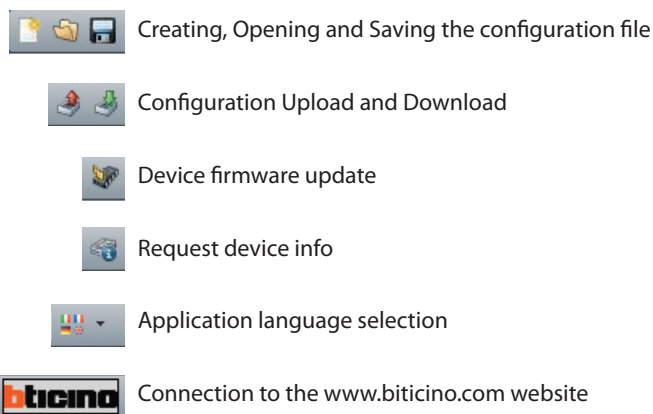 Creating, Opening and Saving the configuration file
Configuration Upload and Download
Device firmware update
Request device info
Application language selection
bticino Connection to the www.biticino.com website